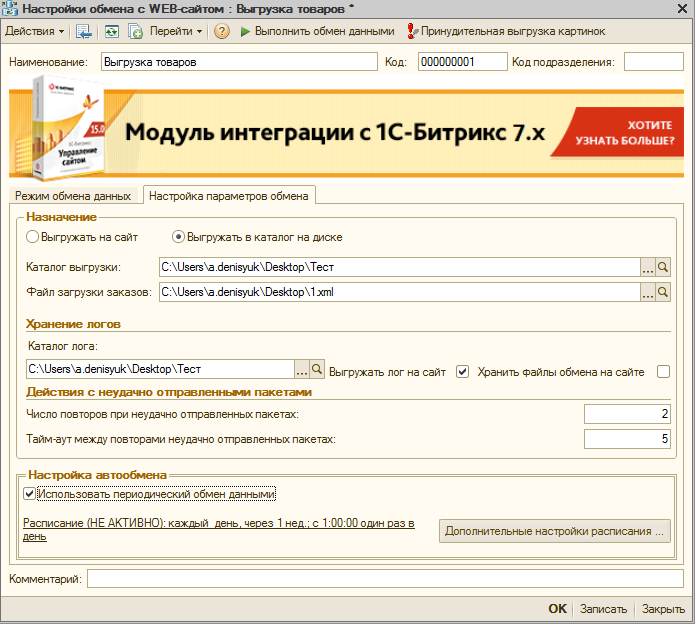 Настройки обмена с WEB-сайтом : Выгрузка товаров *
Действия Перейти Выполнить обмен данными Принудительная выгрузка картинок
Наименование: Выгрузка товаров Код: 000000001 Код подразделения:
1С-БИТРИКС
15.0
1С-Битрикс
Управление
сайтом
Модуль интеграции с 1С-Битрикс 7.x
ХОТИТЕ
УЗНАТЬ БОЛЬШЕ?
Режим обмена данных Настройка параметров обмена
Назначение
Выгружать на сайт Выгружать в каталог на диске
Каталог выгрузки: C:\Users\a.denisyuk\Desktop\Тест ...
Файл загрузки заказов: C:\Users\a.denisyuk\Desktop\1.xml ...
Хранение логов
Каталог лога:
C:\Users\a.denisyuk\Desktop\Тест ... Выгружать лог на сайт Хранить файлы обмена на сайте
Действия с неудачно отправленными пакетами
Число повторов при неудачно отправленных пакетах: 2
Тайм-аут между повторами неудачно отправленных пакетах: 5
Настройка автообмена
Использовать периодический обмен данными
Расписание (НЕ АКТИВНО): каждый день, через 1 нед.; с 1:00:00 один раз в
день
Дополнительные настройки расписания ...
Комментарий:
OK Записать Закрыть